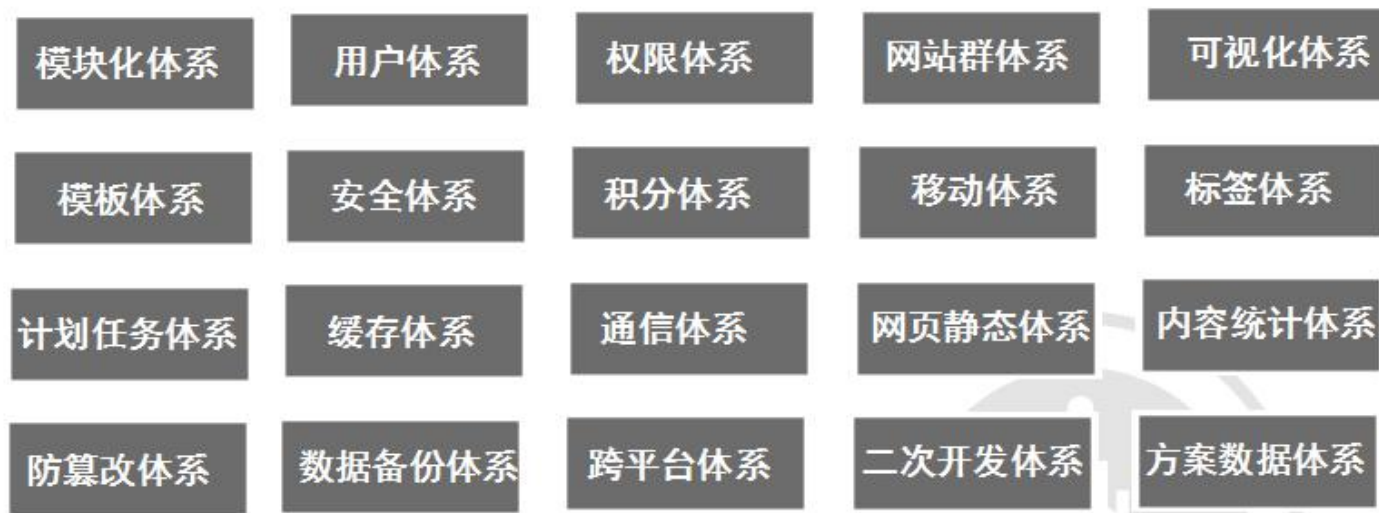 模块化体系 用户体系 权限体系 网站群体系 可视化体系
模板体系 安全体系 积分体系 移动体系 标签体系
计划任务体系 缓存体系 通信体系 网页静态体系 内容统计体系
防篡改体系 数据备份体系 跨平台体系 二次开发体系 方案数据体系